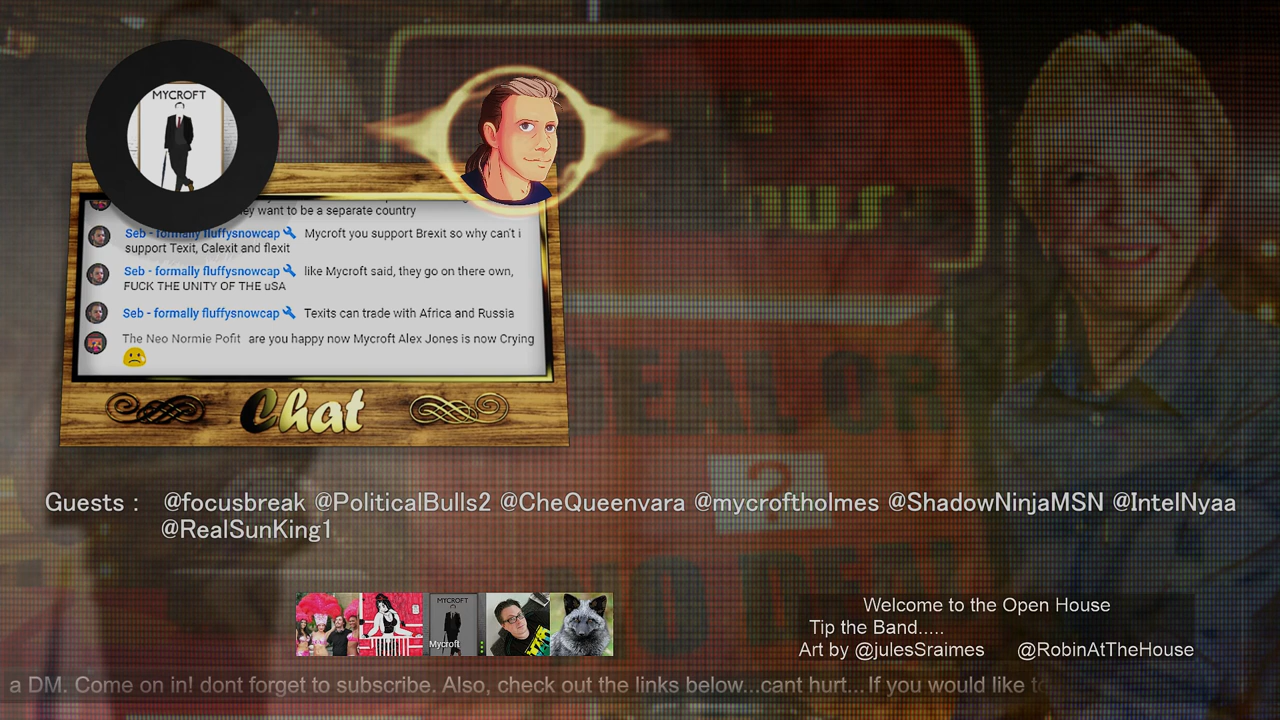 MYCROFT
they want to be a separate country
Seb - formally fluffysnowcap Mycroft you support Brexit so why can't i
support Texit, Calexit and flexit
Seb - formally fluffysnowcap like Mycroft said, they go on there own,
FUCK THE UNITY OF THE uSA
Seb - formally fluffysnowcap Texits can trade with Africa and Russia
The Neo Normie Pofit are you happy now Mycroft Alex Jones is now Crying
Chat
DEAL OR
?
NO DEAL
Guests : @focusbreak @PoliticalBulls2 @CheQueenvara @mycroftholmes @ShadowNinjaMSN @IntelNyaa
@RealSunKing1
MYCROFT
Mycroft
Welcome to the Open House
Tip the Band.....
Art by @julesSraimes @RobinAtTheHouse
a DM. Come on in! dont forget to subscribe. Also, check out the links below...cant hurt... If you would like to